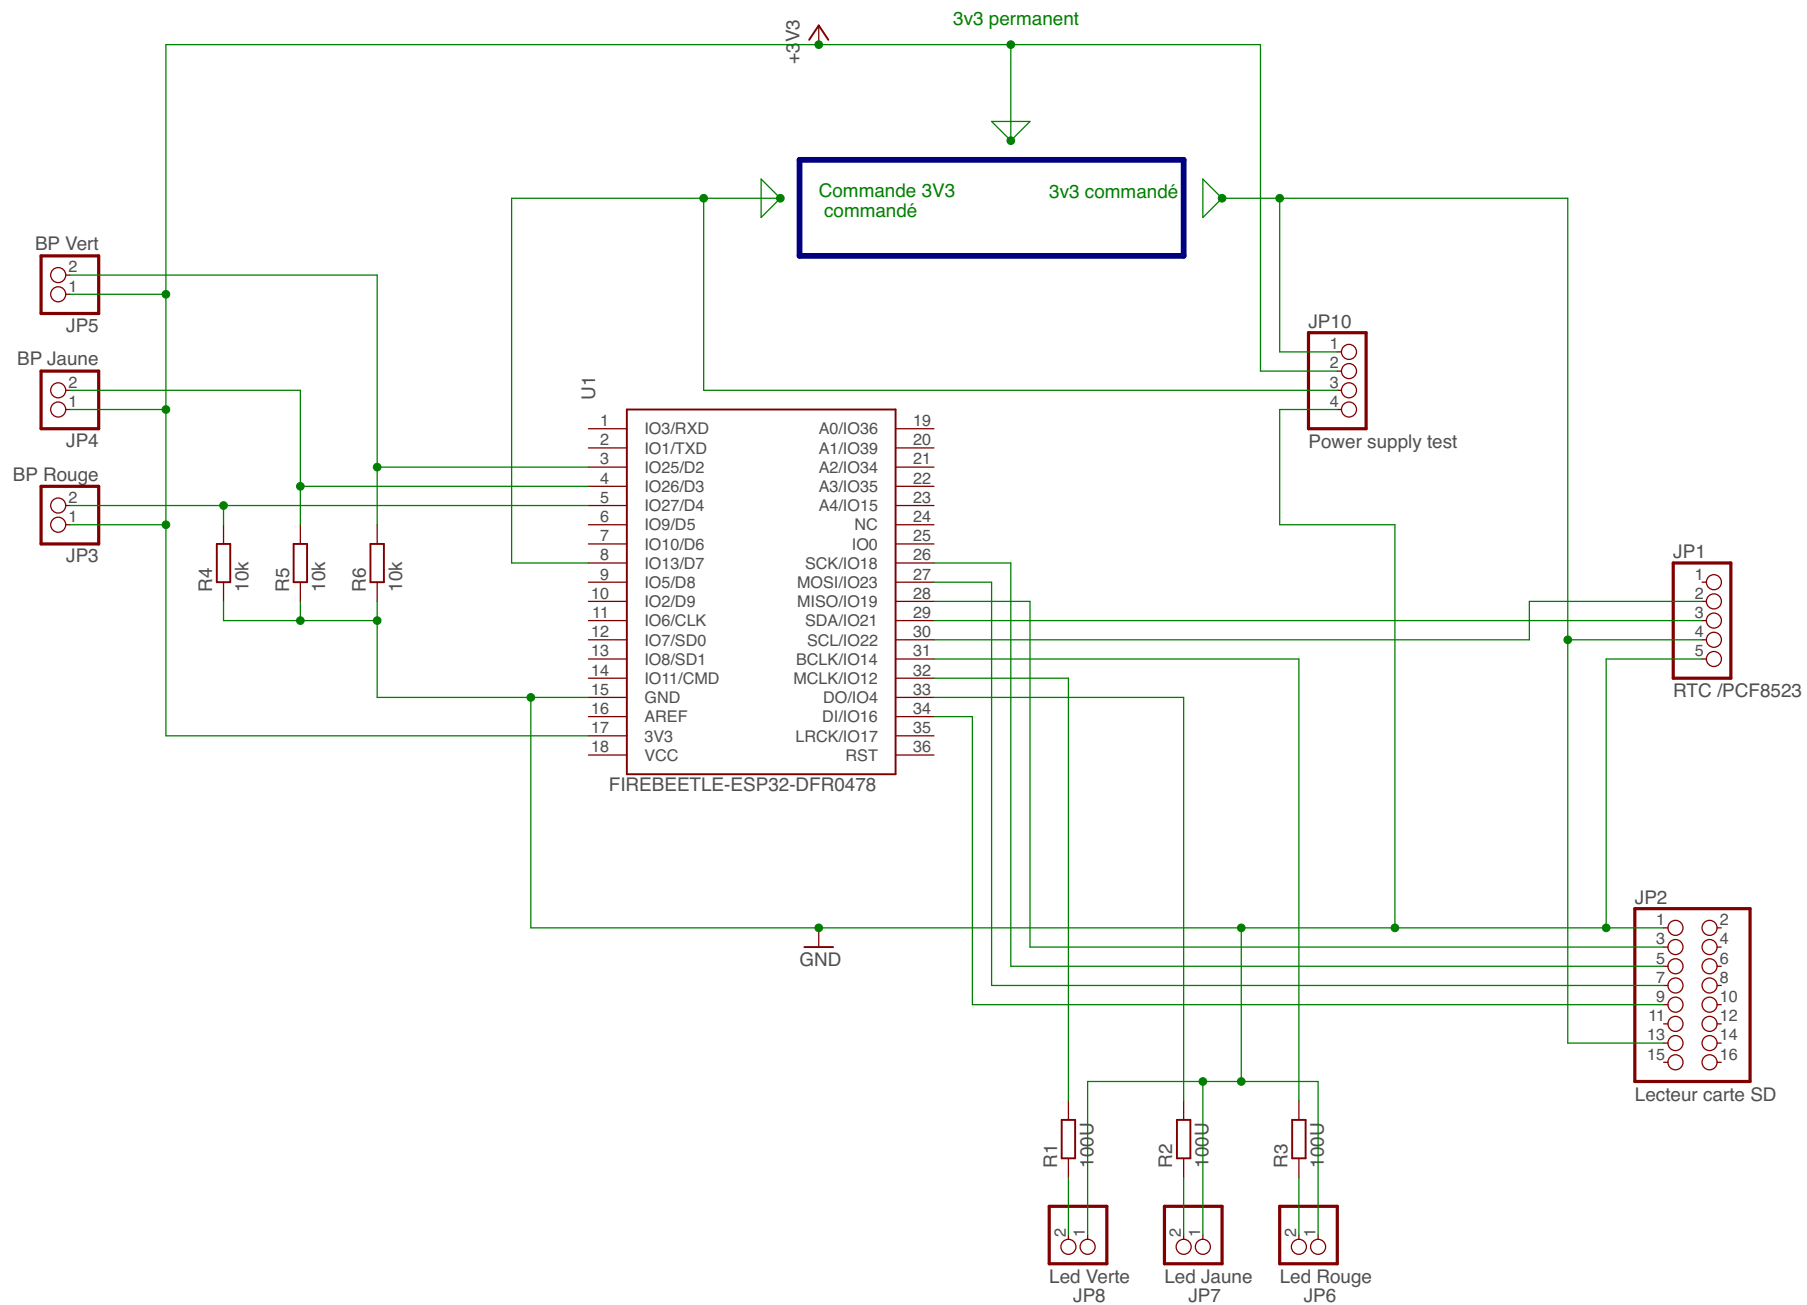 3v3 permanent
+3V3
Commande 3V3
commandé
3v3 commandé
BP Vert
2
1
JP5
BP Jaune
2
1
JP4
BP Rouge
2
1
JP3
R4
10k
R5
10k
R6
10k
U1
1 IO3/RXD A0/IO36 19
2 IO1/TXD A1/IO39 20
3 IO25/D2 A2/IO34 21
4 IO26/D3 A3/IO35 22
5 IO27/D4 A4/IO15 23
6 IO9/D5 NC 24
7 IO10/D6 IO0 25
8 IO13/D7 SCK/IO18 26
9 IO5/D8 MOSI/IO23 27
10 IO2/D9 MISO/IO19 28
11 IO6/CLK SDA/IO21 29
12 IO7/SD0 SCL/IO22 30
13 IO8/SD1 BCLK/IO14 31
14 IO11/CMD MCLK/IO12 32
15 GND DO/IO4 33
16 AREF DI/IO16 34
17 3V3 LRCK/IO17 35
18 VCC RST 36
FIREBEETLE-ESP32-DFR0478
JP10
1
2
3
4
Power supply test
JP1
1
2
3
4
5
RTC /PCF8523
GND
JP2
1 2
3 4
5 6
7 8
9 10
11 12
13 14
15 16
Lecteur carte SD
R1
100U
R2
100U
R3
100U
2 1
2 1
2 1
Led Verte
JP8
Led Jaune
JP7
Led Rouge
JP6